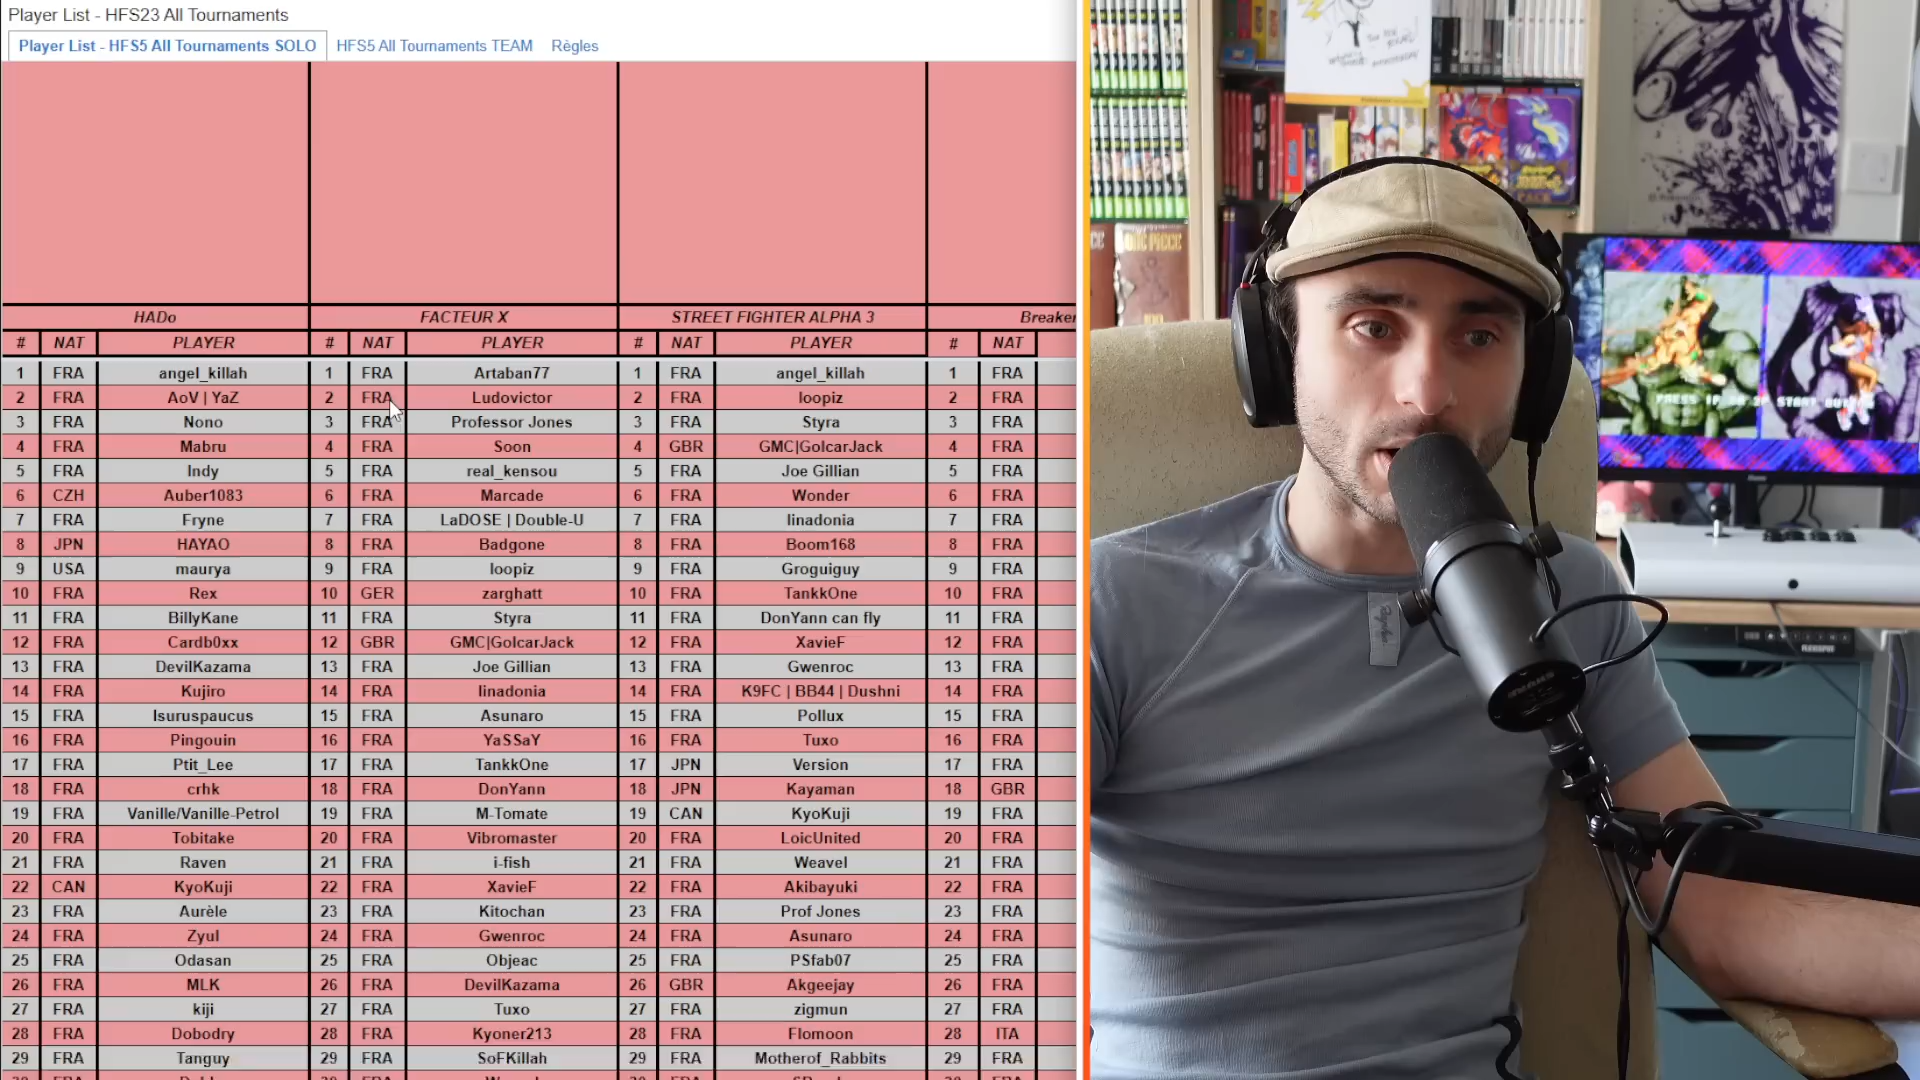 Player List - HFS23 All Tournaments
Player List - HFS5 All Tournaments SOLO HFS5 All Tournaments TEAM Règles
HADo FACTEUR X STREET FIGHTER ALPHA 3 Breaker
# NAT PLAYER # NAT PLAYER # NAT PLAYER # NAT
1 FRA angel_killah 1 FRA Artaban77 1 FRA angel_killah 1 FRA
2 FRA AoV | YaZ 2 FRA Ludovictor 2 FRA loopiz 2 FRA
3 FRA Nono 3 FRA Professor Jones 3 FRA Styra 3 FRA
4 FRA Mabru 4 FRA Soon 4 GBR GMC|GolcarJack 4 FRA
5 FRA Indy 5 FRA real_kensou 5 FRA Joe Gillian 5 FRA
6 CZH Auber1083 6 FRA Marcade 6 FRA Wonder 6 FRA
7 FRA Fryne 7 FRA LaDOSE | Double-U 7 FRA linadonia 7 FRA
8 JPN HAYAO 8 FRA Badgone 8 FRA Boom168 8 FRA
9 USA maurya 9 FRA loopiz 9 FRA Groguiguy 9 FRA
10 FRA Rex 10 GER zarghatt 10 FRA TankkOne 10 FRA
11 FRA BillyKane 11 FRA Styra 11 FRA DonYann can fly 11 FRA
12 FRA Cardb0xx 12 GBR GMC|GolcarJack 12 FRA XavieF 12 FRA
13 FRA DevilKazama 13 FRA Joe Gillian 13 FRA Gwenroc 13 FRA
14 FRA Kujiro 14 FRA linadonia 14 FRA K9FC | BB44 | Dushni 14 FRA
15 FRA Isuruspaucus 15 FRA Asunaro 15 FRA Pollux 15 FRA
16 FRA Pingouin 16 FRA YaSSaY 16 FRA Tuxo 16 FRA
17 FRA Ptit_Lee 17 FRA TankkOne 17 JPN Version 17 FRA
18 FRA crhk 18 FRA DonYann 18 JPN Kayaman 18 GBR
19 FRA Vanille/Vanille-Petrol 19 FRA M-Tomate 19 CAN KyoKuji 19 FRA
20 FRA Tobitake 20 FRA Vibromaster 20 FRA LoicUnited 20 FRA
21 FRA Raven 21 FRA i-fish 21 FRA Weavel 21 FRA
22 CAN KyoKuji 22 FRA XavieF 22 FRA Akibayuki 22 FRA
23 FRA Aurèle 23 FRA Kitochan 23 FRA Prof Jones 23 FRA
24 FRA Zyul 24 FRA Gwenroc 24 FRA Asunaro 24 FRA
25 FRA Odasan 25 FRA Objeac 25 FRA PSfab07 25 FRA
26 FRA MLK 26 FRA DevilKazama 26 GBR Akgeejay 26 FRA
27 FRA kiji 27 FRA Tuxo 27 FRA zigmun 27 FRA
28 FRA Dobodry 28 FRA Kyoner213 28 FRA Flomoon 28 ITA
29 FRA Tanguy 29 FRA SoFKillah 29 FRA Motherof_Rabbits 29 FRA
ONE PIECE
PRESS 1P OR 2P START BUTTON